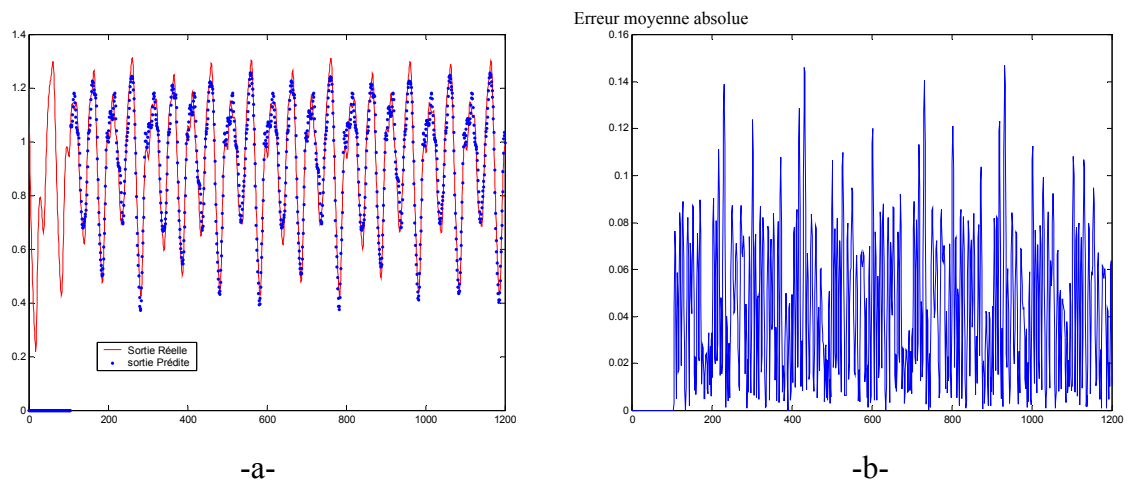 Erreur moyenne absolue
1.4
1.2
1
0.8
0.6
0.4
0.2
0
0 200 400 600 800 1000 1200
Sortie Réelle
sortie Prédite
-a-
0.16
0.14
0.12
0.1
0.08
0.06
0.04
0.02
0
0 200 400 600 800 1000 1200
-b-